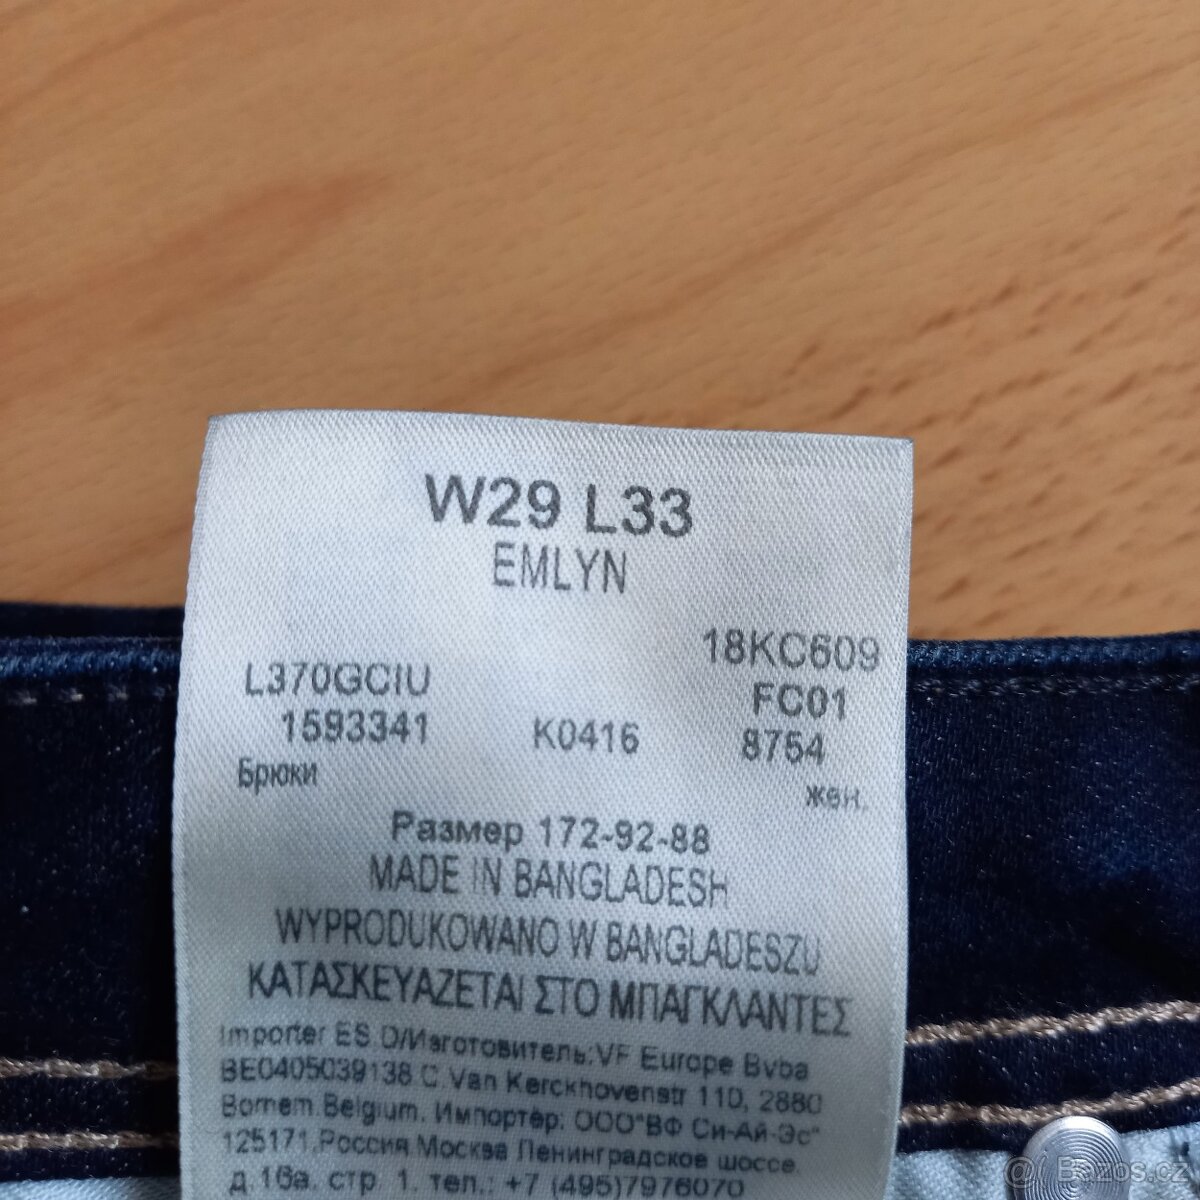 W29 L33
EMLYN
18KC609
L370GCIU FC01
1593341 K0416 8754
Брюки жен.
Размер 172-92-88
MADE IN BANGLADESH
WYPRODUKOWANO W BANGLADESZU
ΚΑΤΑΣΚΕΥΑΖΕΤΑΙ ΣΤΟ ΜΠΑΓΚΛΑΝΤΕΣ
Importer ES.O/Изготовитель:VF Europe Bvba
BE0405039138.C.Van Kerckhovenstr 110, 2880
Bornem.Belgium. Импортер: ООО"ВФ Си-Ай-Эс"
125171.Россия.Москва Ленинградское шоссе
д.16а, стр. 1, тел.: +7 (495)7976070
@ Bazos.cz